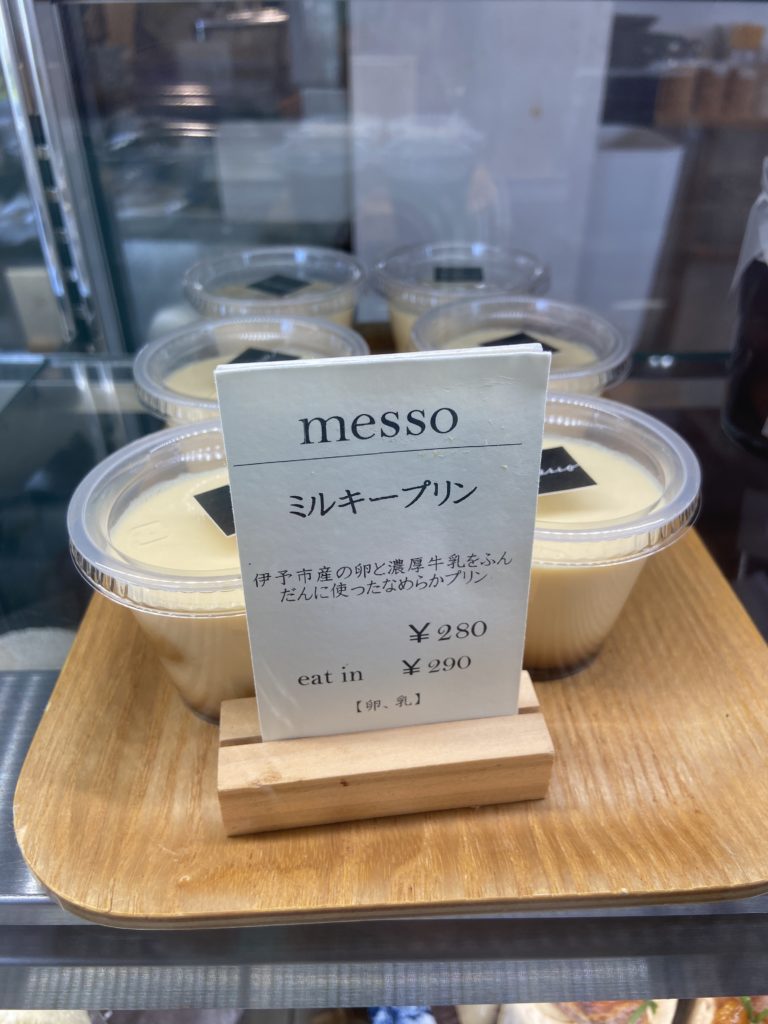 messo
ミルキープリン
伊予市産の卵と濃厚牛乳をふん
だんに使ったなめらかプリン
¥280
eat in ¥290
【卵、乳】